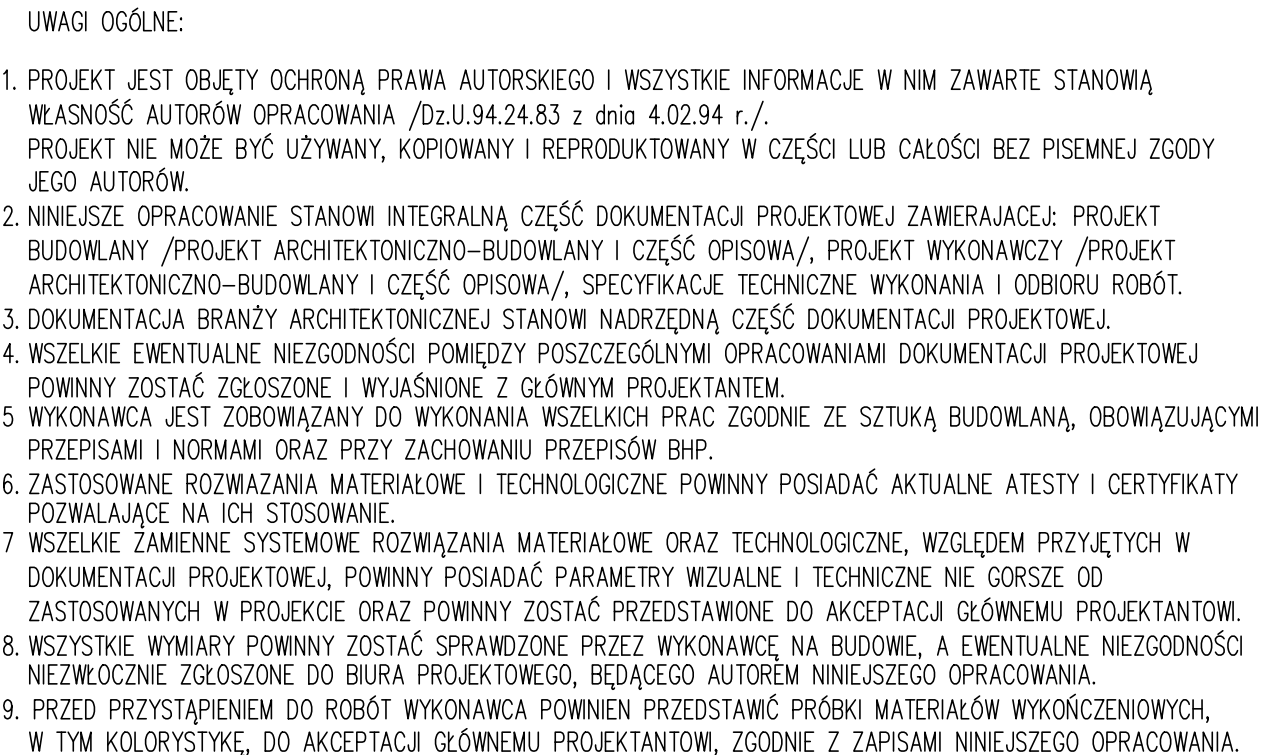 UWAGI OGÓLNE:
1. PROJEKT JEST OBJĘTY OCHRONĄ PRAWA AUTORSKIEGO I WSZYSTKIE INFORMACJE W NIM ZAWARTE STANOWIĄ
WŁASNOŚĆ AUTORÓW OPRACOWANIA /Dz.U.94.24.83 z dnia 4.02.94 r./.
PROJEKT NIE MOŻE BYĆ UŻYWANY, KOPIOWANY I REPRODUKTOWANY W CZĘŚCI LUB CAŁOŚCI BEZ PISEMNEJ ZGODY
JEGO AUTORÓW.
2. NINIEJSZE OPRACOWANIE STANOWI INTEGRALNĄ CZĘŚĆ DOKUMENTACJI PROJEKTOWEJ ZAWIERAJACEJ: PROJEKT
BUDOWLANY /PROJEKT ARCHITEKTONICZNO-BUDOWLANY I CZĘŚĆ OPISOWA/, PROJEKT WYKONAWCZY /PROJEKT
ARCHITEKTONICZNO-BUDOWLANY I CZĘŚĆ OPISOWA/, SPECYFIKACJE TECHNICZNE WYKONANIA I ODBIORU ROBÓT.
3. DOKUMENTACJA BRANŻY ARCHITEKTONICZNEJ STANOWI NADRZĘDNĄ CZĘŚĆ DOKUMENTACJI PROJEKTOWEJ.
4. WSZELKIE EWENTUALNE NIEZGODNOŚCI POMIĘDZY POSZCZEGÓLNYMI OPRACOWANIAMI DOKUMENTACJI PROJEKTOWEJ
POWINNY ZOSTAĆ ZGŁOSZONE I WYJAŚNIONE Z GŁÓWNYM PROJEKTANTEM.
5 WYKONAWCA JEST ZOBOWIĄZANY DO WYKONANIA WSZELKICH PRAC ZGODNIE ZE SZTUKĄ BUDOWLANĄ, OBOWIĄZUJĄCYMI
PRZEPISAMI I NORMAMI ORAZ PRZY ZACHOWANIU PRZEPISÓW BHP.
6. ZASTOSOWANE ROZWIAZANIA MATERIAŁOWE I TECHNOLOGICZNE POWINNY POSIADAĆ AKTUALNE ATESTY I CERTYFIKATY
POZWALAJĄCE NA ICH STOSOWANIE.
7 WSZELKIE ZAMIENNE SYSTEMOWE ROZWIĄZANIA MATERIAŁOWE ORAZ TECHNOLOGICZNE, WZGLĘDEM PRZYJĘTYCH W
DOKUMENTACJI PROJEKTOWEJ, POWINNY POSIADAĆ PARAMETRY WIZUALNE I TECHNICZNE NIE GORSZE OD
ZASTOSOWANYCH W PROJEKCIE ORAZ POWINNY ZOSTAĆ PRZEDSTAWIONE DO AKCEPTACJI GŁÓWNEMU PROJEKTANTOWI.
8. WSZYSTKIE WYMIARY POWINNY ZOSTAĆ SPRAWDZONE PRZEZ WYKONAWCĘ NA BUDOWIE, A EWENTUALNE NIEZGODNOŚCI
NIEZWŁOCZNIE ZGŁOSZONE DO BIURA PROJEKTOWEGO, BĘDĄCEGO AUTOREM NINIEJSZEGO OPRACOWANIA.
9. PRZED PRZYSTĄPIENIEM DO ROBÓT WYKONAWCA POWINIEN PRZEDSTAWIĆ PRÓBKI MATERIAŁÓW WYKOŃCZENIOWYCH,
W TYM KOLORYSTYKĘ, DO AKCEPTACJI GŁÓWNEMU PROJEKTANTOWI, ZGODNIE Z ZAPISAMI NINIEJSZEGO OPRACOWANIA.